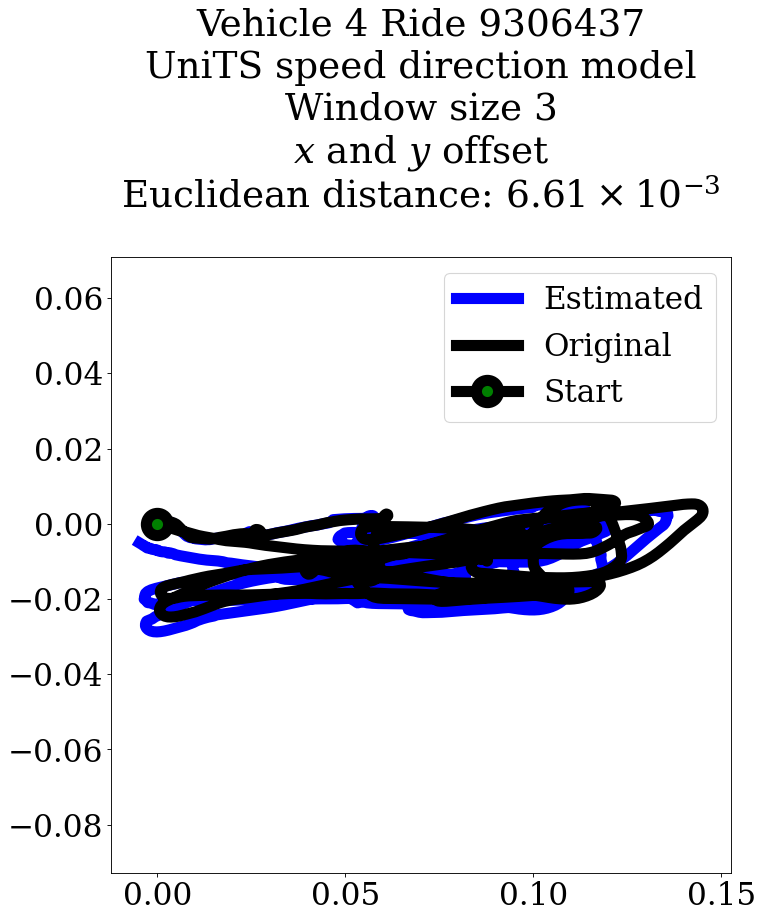 Vehicle 4 Ride 9306437
UniTS speed direction model
Window size 3
x and y offset
Euclidean distance: 6.61 × 10⁻³
Estimated
Original
Start
0.06
0.04
0.02
0.00
−0.02
−0.04
−0.06
−0.08
0.00 0.05 0.10 0.15